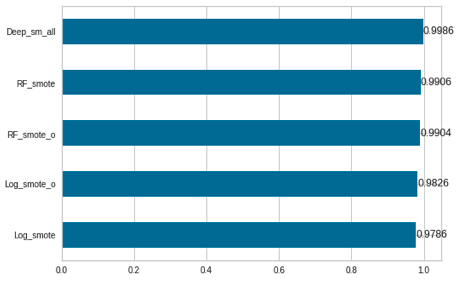 Deep_sm_all 0.9986
RF_smote 0.9906
RF_smote_o 0.9904
Log_smote_o 0.9826
Log_smote 0.9786
0.0 0.2 0.4 0.6 0.8 1.0